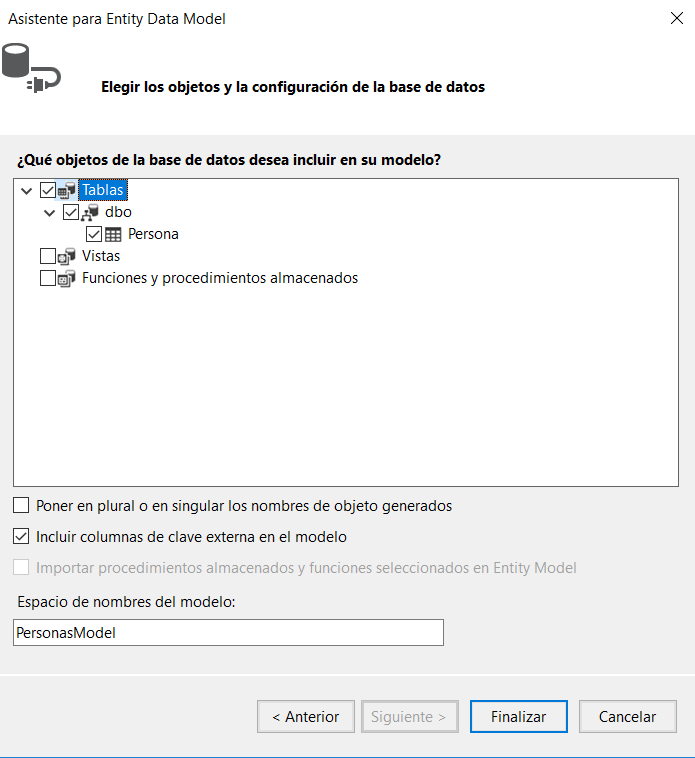 Asistente para Entity Data Model
Elegir los objetos y la configuración de la base de datos
¿Qué objetos de la base de datos desea incluir en su modelo?
Tablas
dbo
Persona
Vistas
Funciones y procedimientos almacenados
Poner en plural o en singular los nombres de objeto generados
Incluir columnas de clave externa en el modelo
Importar procedimientos almacenados y funciones seleccionados en Entity Model
Espacio de nombres del modelo:
PersonasModel
< Anterior Siguiente > Finalizar Cancelar